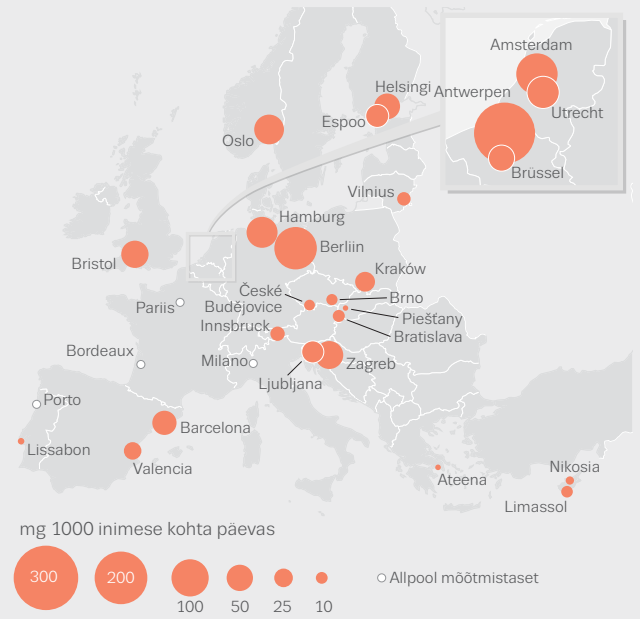 Amsterdam
Helsingi
Antwerpen
Espoo
Utrecht
Oslo
Brüssel
Vilnius
Hamburg
Berliin
Bristol
Kraków
České
Budějovice
Brno
Pariis
Piešťany
Innsbruck
Bratislava
Bordeaux
Milano
Zagreb
Ljubljana
Porto
Barcelona
Lissabon
Valencia
Nikosia
Ateena
Limassol
mg 1000 inimese kohta päevas
300
200
100
50
25
10
Allpool mõõtmistaset